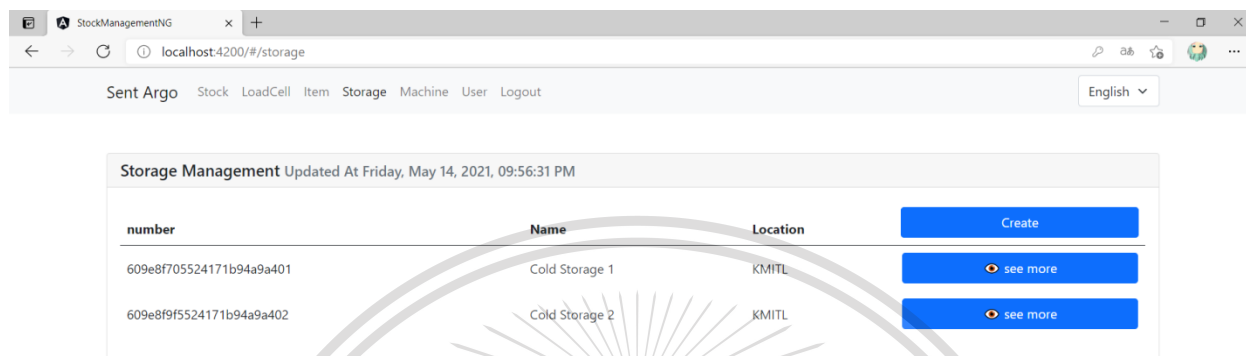 StockManagementNG
localhost:4200/#/storage
Sent Argo Stock LoadCell Item Storage Machine User Logout English
Storage Management Updated At Friday, May 14, 2021, 09:56:31 PM
number Name Location Create
609e8f705524171b94a9a401 Cold Storage 1 KMITL see more
609e8f9f5524171b94a9a402 Cold Storage 2 KMITL see more